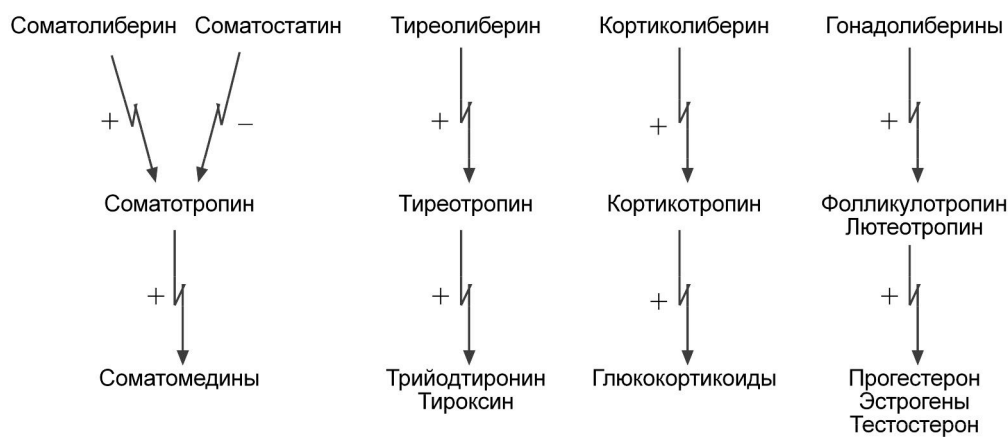 Соматолиберин Соматостатин Тиреолиберин Кортиколиберин Гонадолиберины
+ − + + +
Соматотропин Тиреотропин Кортикотропин Фолликулотропин
Лютеотропин
+ + + +
Соматомедины Трийодтиронин Глюкокортикоиды Прогестерон
Тироксин Эстрогены
Тестостерон